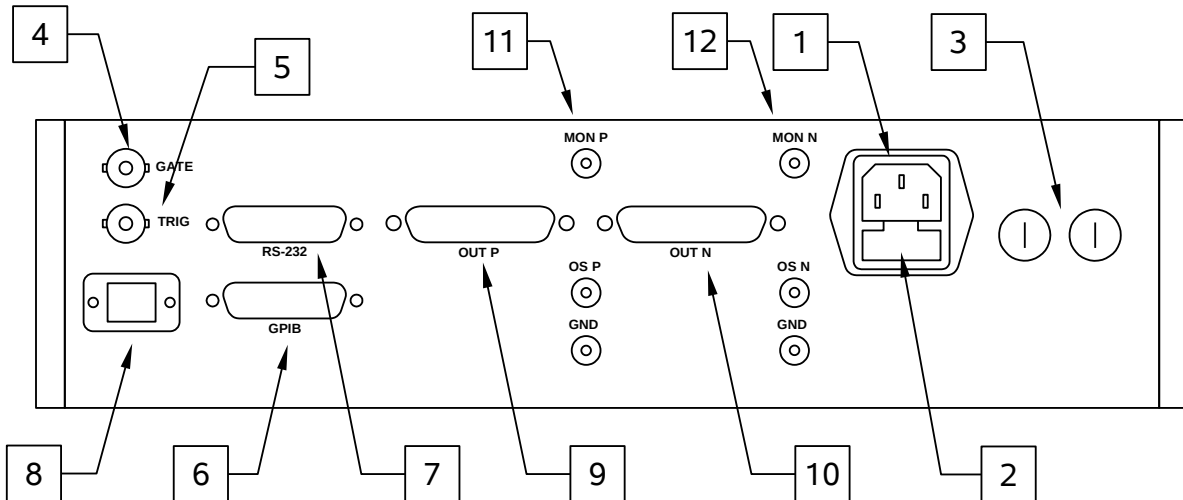 4
5
11
12
1
3
MON P
MON N
GATE
TRIG
RS-232
OUT P
OUT N
OS P
OS N
GPIB
GND
GND
8
6
7
9
10
2